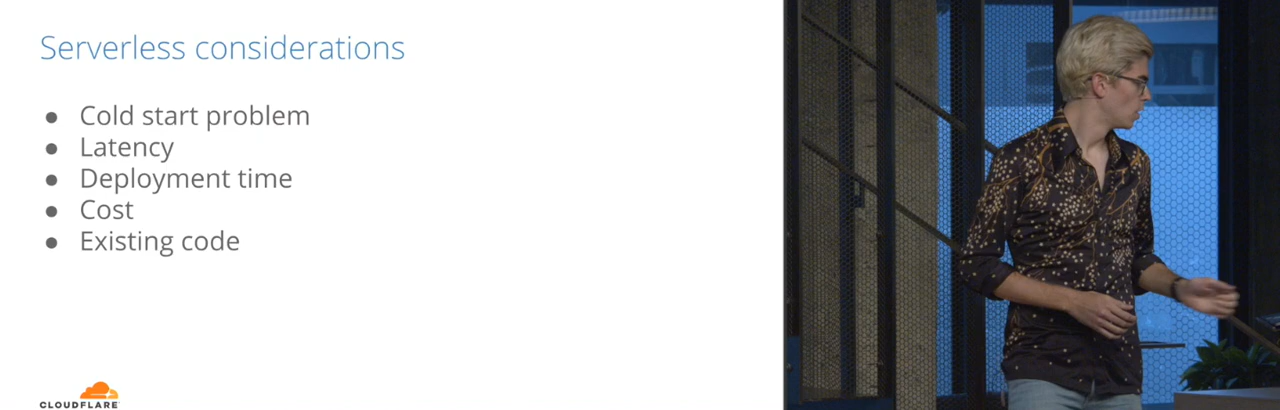 Serverless considerations
● Cold start problem
● Latency
● Deployment time
● Cost
● Existing code
CLOUDFLARE